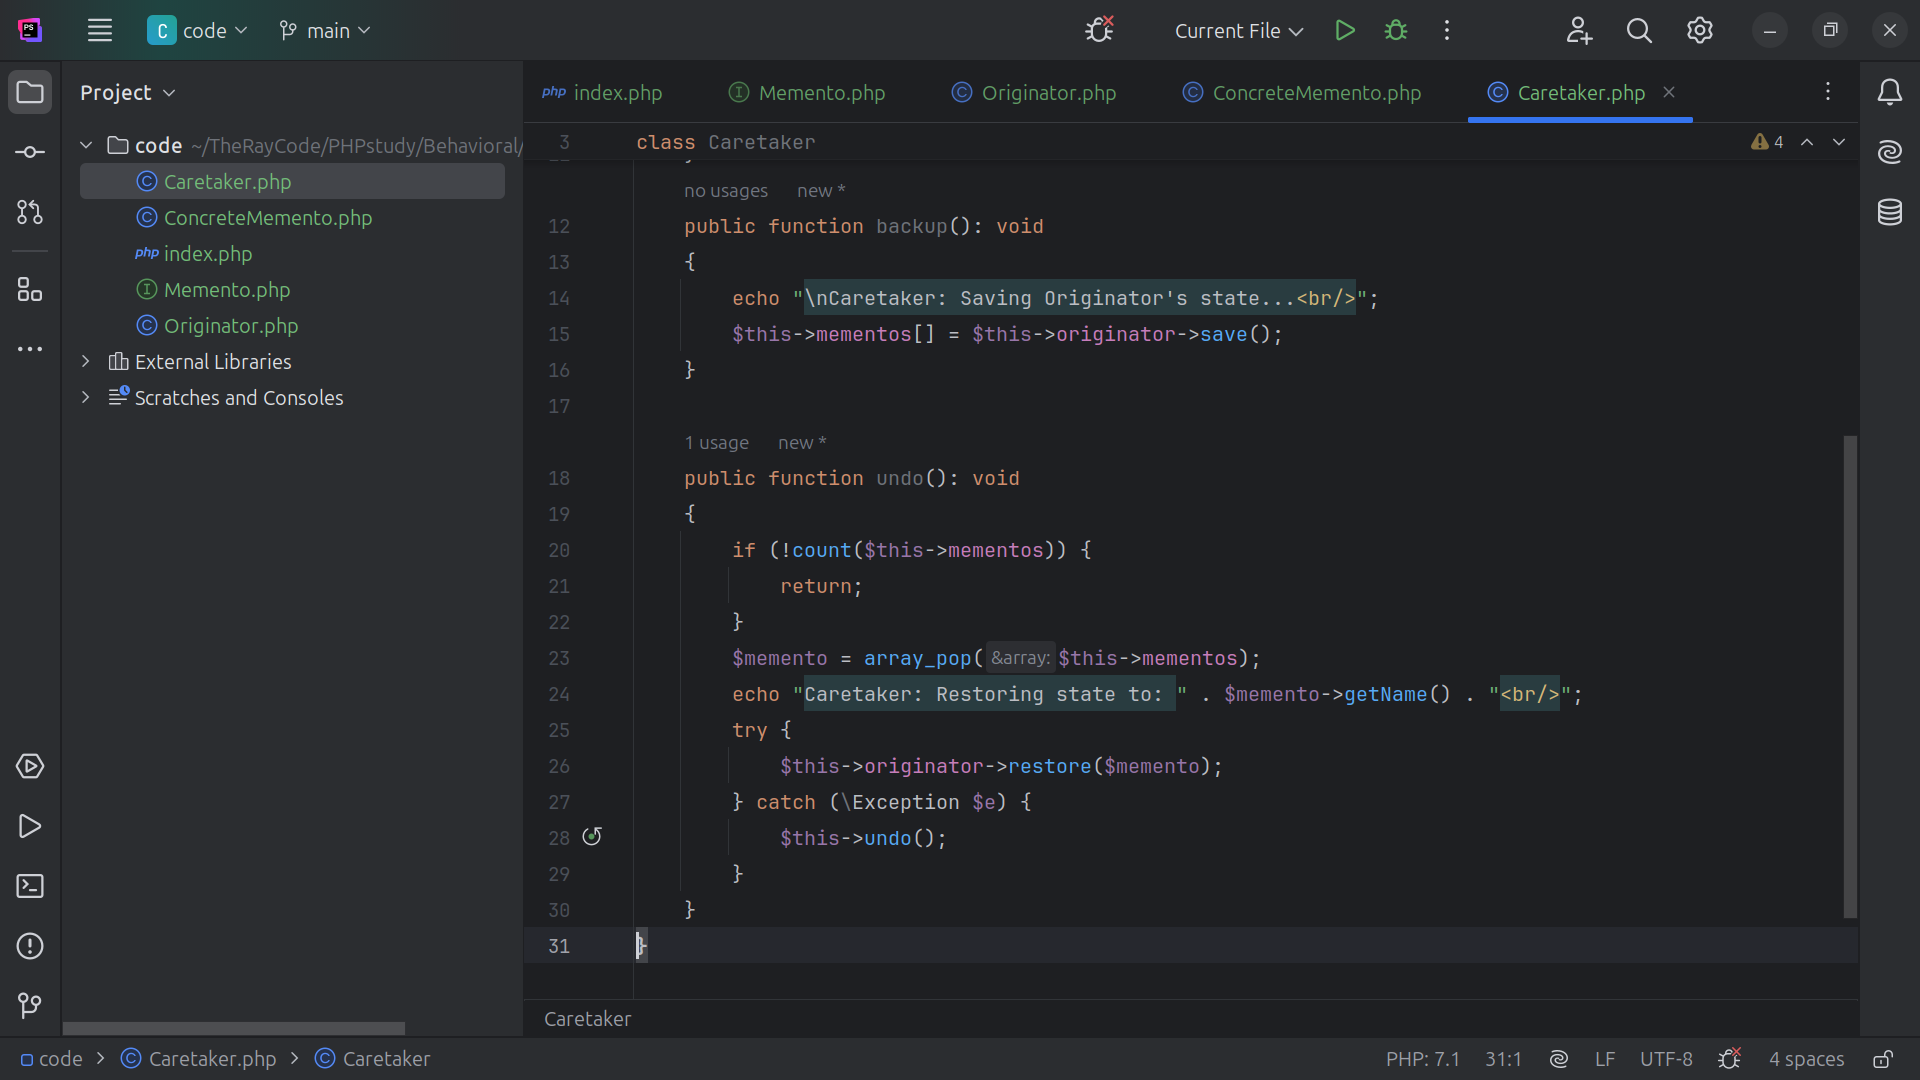 PS
C code
main
Current File
Project
php index.php
Memento.php
Originator.php
ConcreteMemento.php
Caretaker.php
code ~/TheRayCode/PHPstudy/Behavioral/
Caretaker.php
ConcreteMemento.php
php index.php
Memento.php
Originator.php
External Libraries
Scratches and Consoles
3 class Caretaker
4
no usages new *
12 public function backup(): void
13 {
14 echo "\nCaretaker: Saving Originator's state...<br/>";
15 $this->mementos[] = $this->originator->save();
16 }
17
1 usage new *
18 public function undo(): void
19 {
20 if (!count($this->mementos)) {
21 return;
22 }
23 $memento = array_pop( &array: $this->mementos);
24 echo "Caretaker: Restoring state to: " . $memento->getName() . "<br/>";
25 try {
26 $this->originator->restore($memento);
27 } catch (\Exception $e) {
28 $this->undo();
29 }
30 }
31 }
Caretaker
code > Caretaker.php > Caretaker
PHP: 7.1
31:1
LF
UTF-8
4 spaces